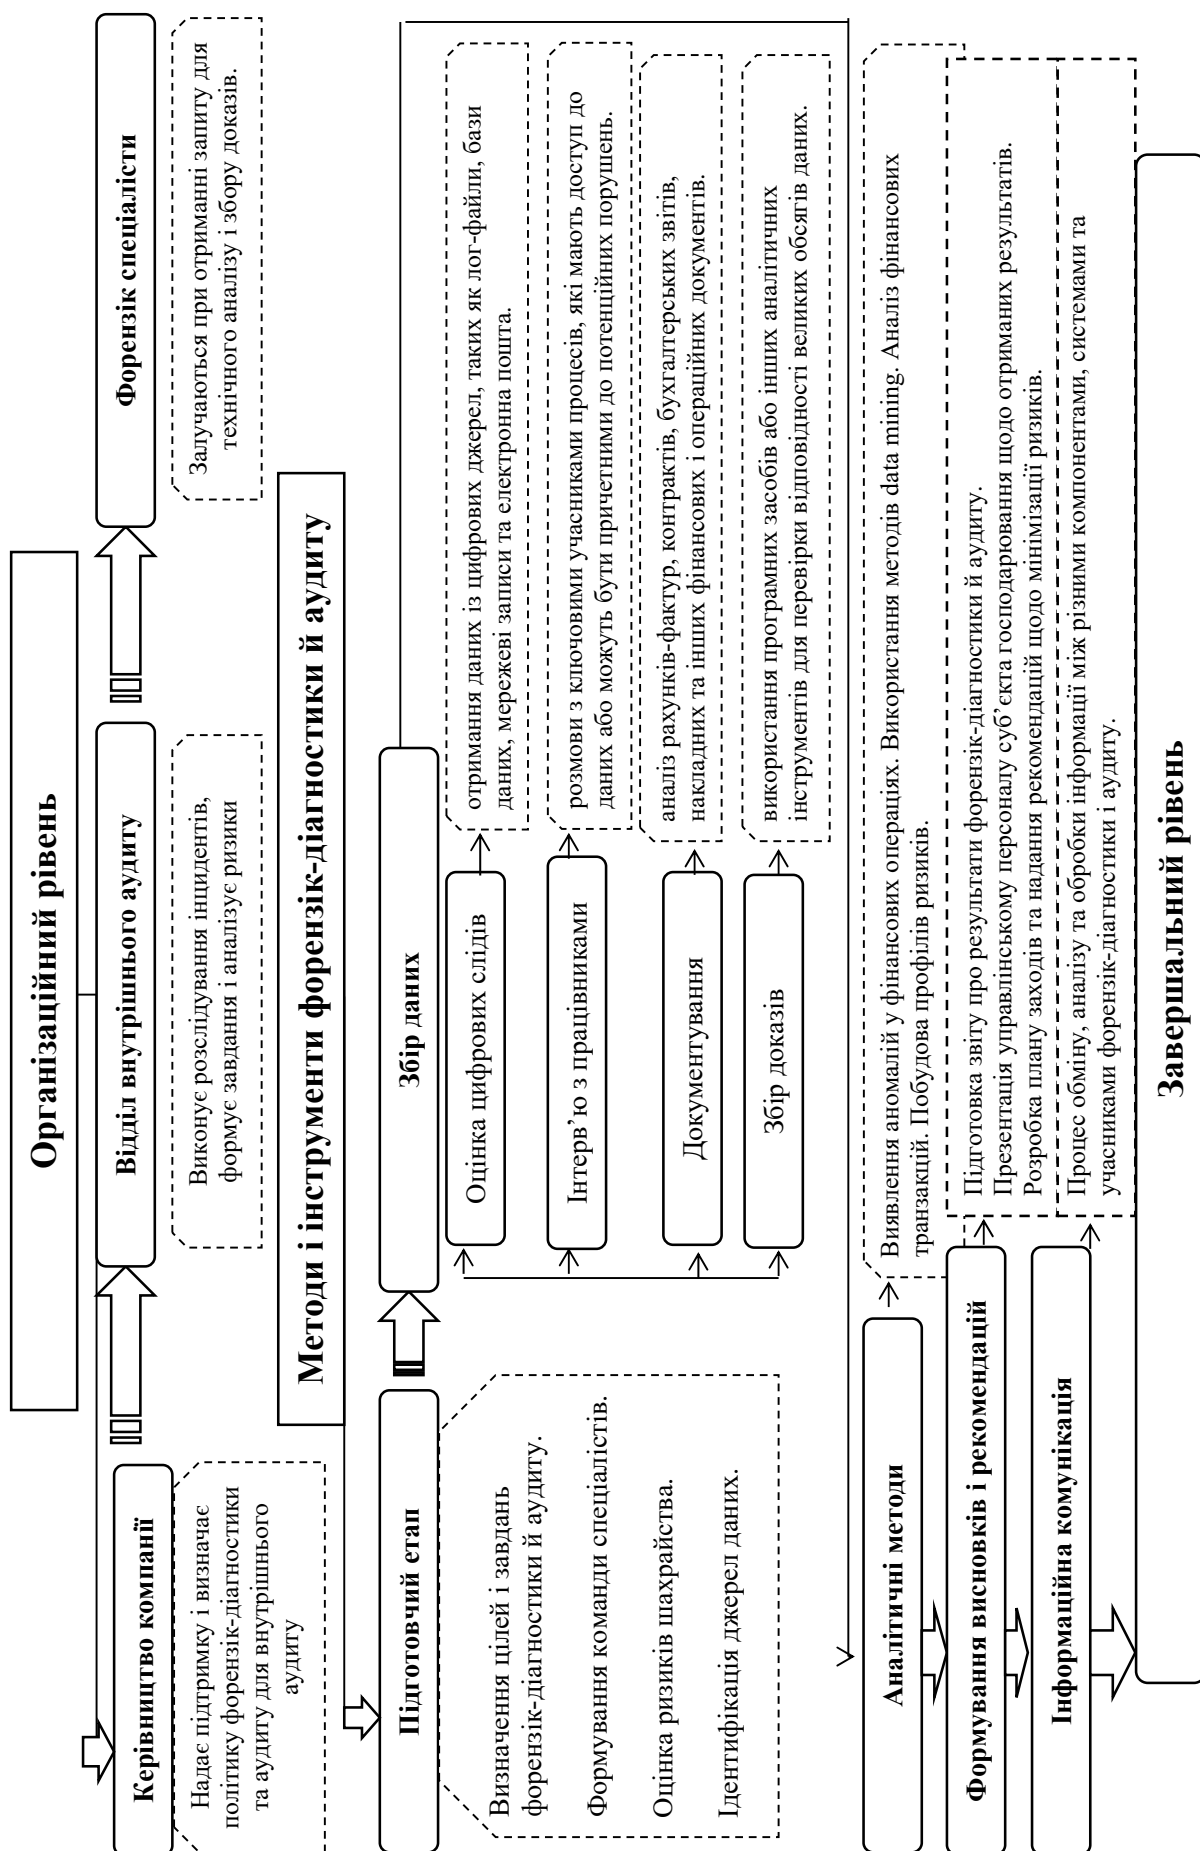 Організаційний рівень
Керівництво компанії
Відділ внутрішнього аудиту
Форензік спеціалісти
Надає підтримку і визначає
політику форензік-діагностики
та аудиту для внутрішнього
аудиту
Виконує розслідування інцидентів,
формує завдання і аналізує ризики
Залучаються при отриманні запиту для
технічного аналізу і збору доказів.
Методи і інструменти форензік-діагностики й аудиту
Підготовчий етап
Збір даних
Визначення цілей і завдань
форензік-діагностики й аудиту.
Формування команди спеціалістів.
Оцінка ризиків шахрайства.
Ідентифікація джерел даних.
Оцінка цифрових слідів
отримання даних із цифрових джерел, таких як лог-файли, бази
даних, мережеві записи та електронна пошта.
Інтерв’ю з працівниками
розмови з ключовими учасниками процесів, які мають доступ до
даних або можуть бути причетними до потенційних порушень.
Документування
аналіз рахунків-фактур, контрактів, бухгалтерських звітів,
накладних та інших фінансових і операційних документів.
Збір доказів
використання програмних засобів або інших аналітичних
інструментів для перевірки відповідності великих обсягів даних.
Аналітичні методи
Виявлення аномалій у фінансових операціях. Використання методів data mining. Аналіз фінансових
транзакцій. Побудова профілів ризиків.
Формування висновків і рекомендацій
Підготовка звіту про результати форензік-діагностики й аудиту.
Презентація управлінському персоналу суб’єкта господарювання щодо отриманих результатів.
Розробка плану заходів та надання рекомендацій щодо мінімізації ризиків.
Інформаційна комунікація
Процес обміну, аналізу та обробки інформації між різними компонентами, системами та
учасниками форензік-діагностики і аудиту.
Завершальний рівень